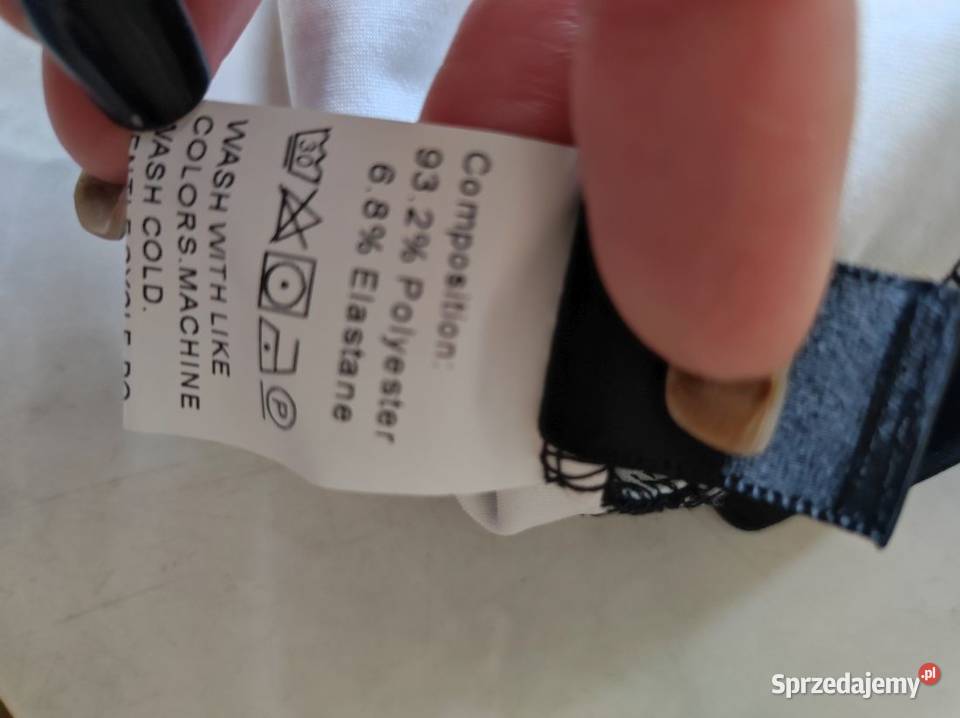 Composition:
93.2% Polyester
6.8% Elastane
30
P
WASH WITH LIKE
COLORS.MACHINE
WASH COLD.
Sprzedajemy.pl